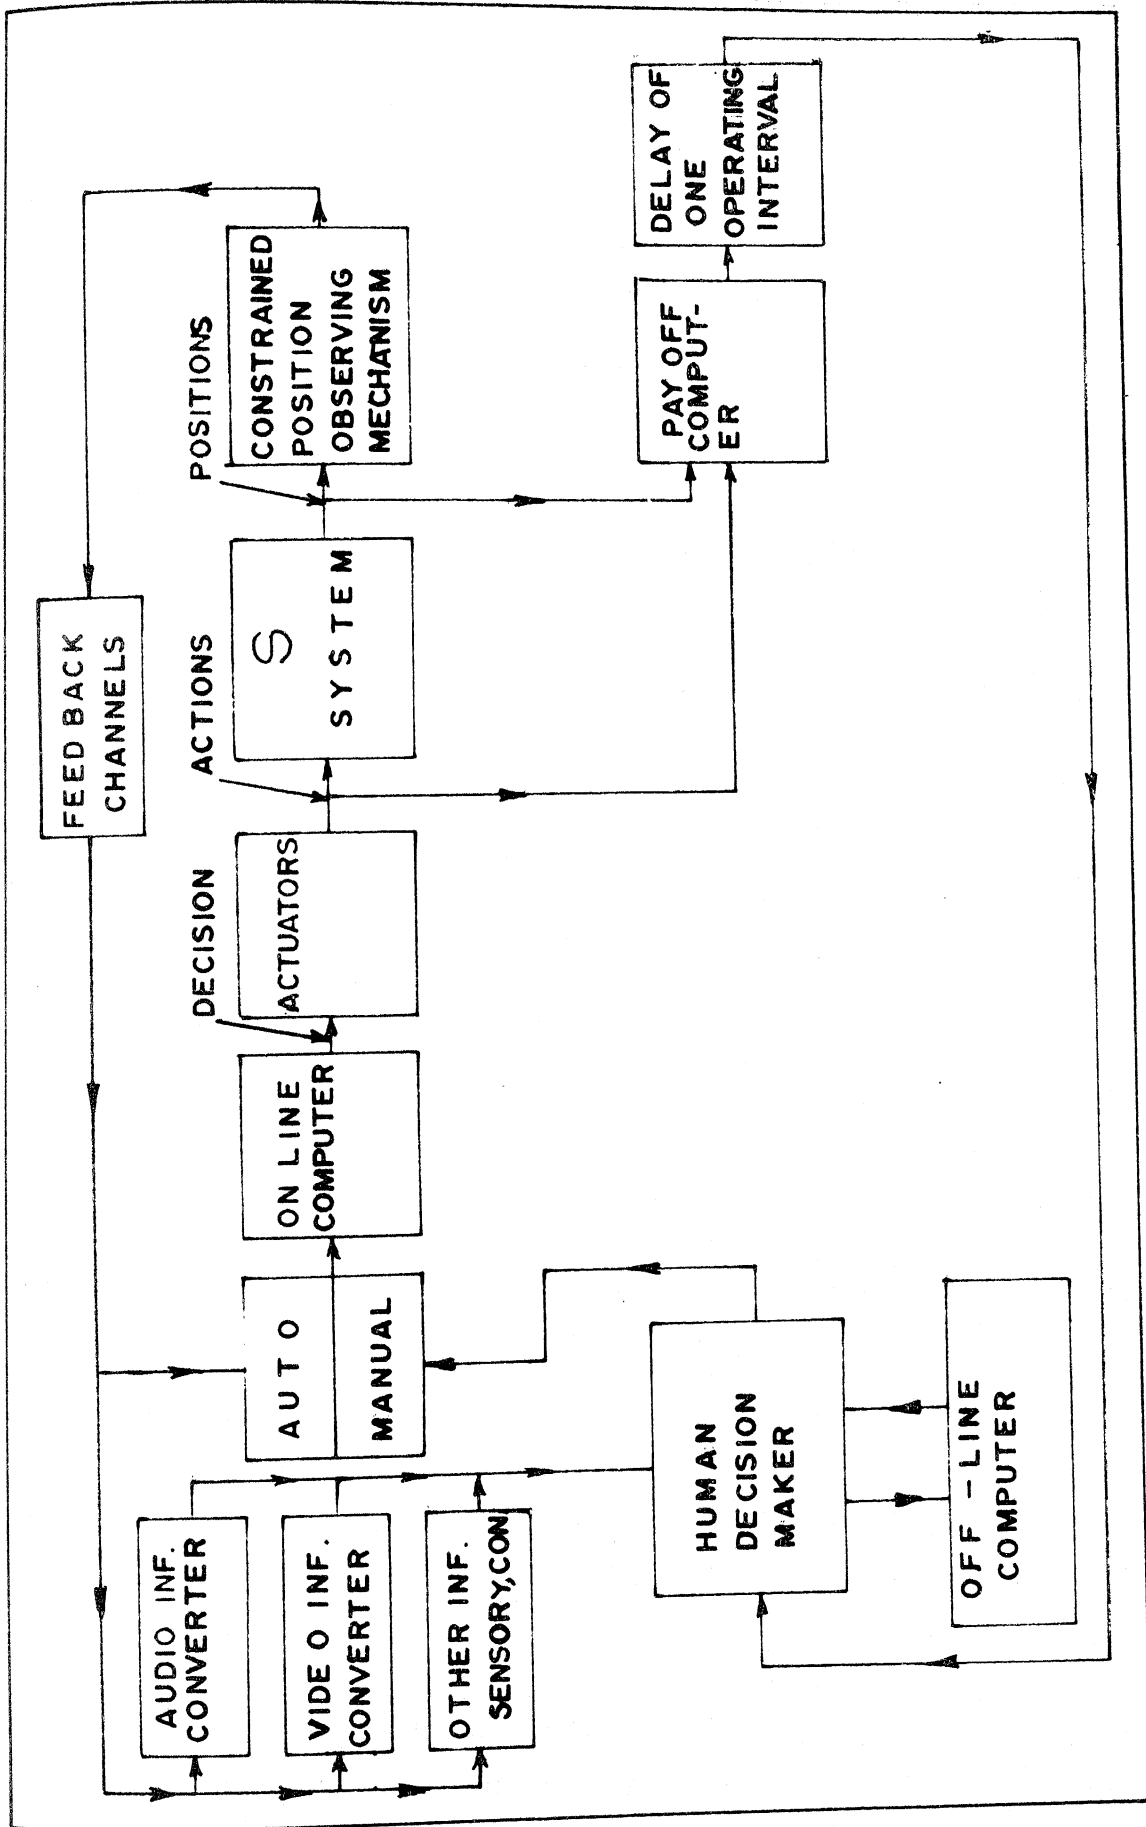 FEED BACK
CHANNELS
POSITIONS
ACTIONS
DECISION
AUDIO INF.
CONVERTER
VIDEO INF.
CONVERTER
OTHER INF.
SENSORY,CON
AUTO
MANUAL
ON LINE
COMPUTER
ACTUATORS
S
SYSTEM
CONSTRAINED
POSITION
OBSERVING
MECHANISM
HUMAN
DECISION
MAKER
OFF - LINE
COMPUTER
PAY OFF
COMPUT-
ER
DELAY OF
ONE
OPERATING
INTERVAL